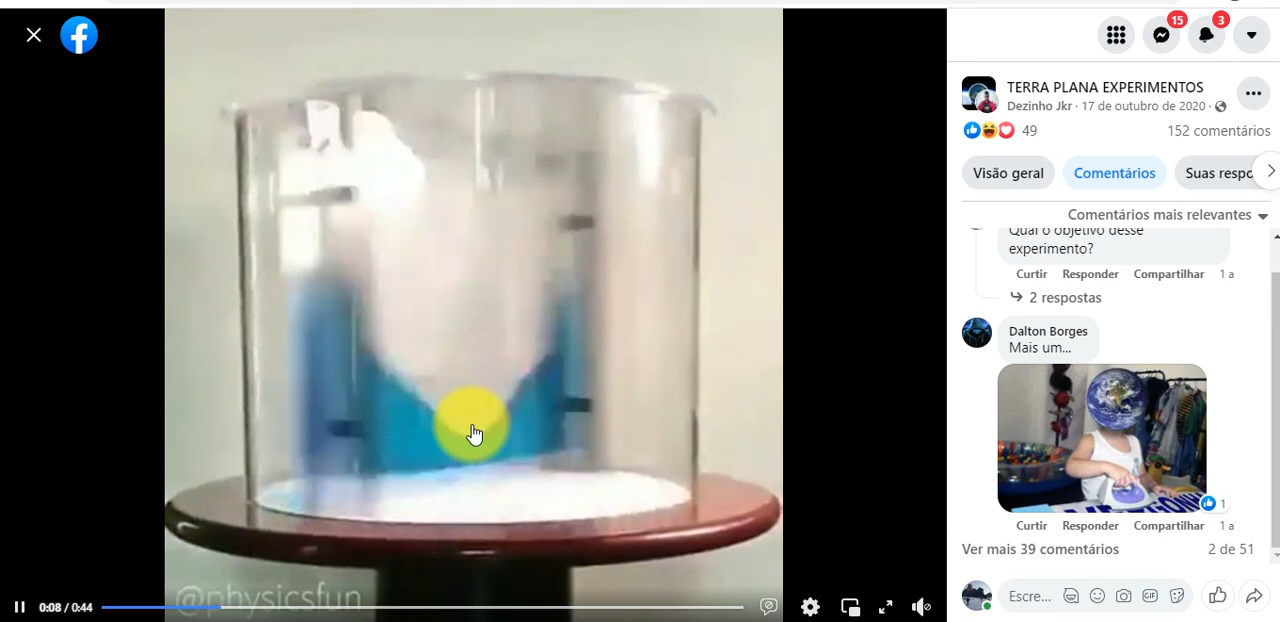 15
3
TERRA PLANA EXPERIMENTOS
Dezinho Jkr · 17 de outubro de 2020 ·
49
152 comentários
Visão geral
Comentários
Suas respo
Comentários mais relevantes
Qual o objetivo desse
experimento?
Curtir Responder Compartilhar 1 a
2 respostas
Dalton Borges
Mais um...
1
Curtir Responder Compartilhar 1 a
Ver mais 39 comentários 2 de 51
@physicsfun
0:08 / 0:44
Escre...
GIF